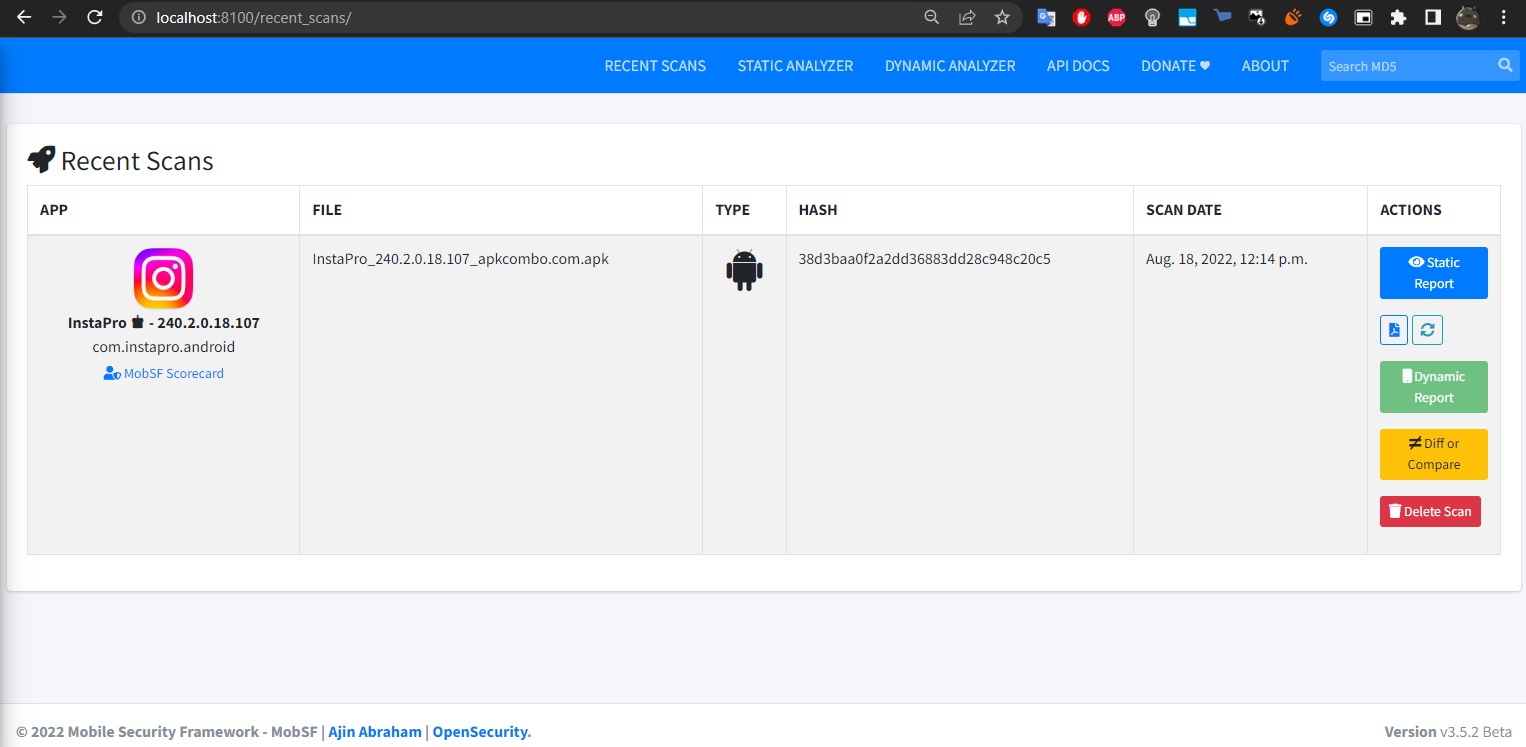 localhost:8100/recent_scans/
RECENT SCANS STATIC ANALYZER DYNAMIC ANALYZER API DOCS DONATE ♥ ABOUT Search MD5
Recent Scans
APP FILE TYPE HASH SCAN DATE ACTIONS
InstaPro_240.2.0.18.107_apkcombo.com.apk 38d3baa0f2a2dd36883dd28c948c20c5 Aug. 18, 2022, 12:14 p.m.
InstaPro - 240.2.0.18.107
com.instapro.android
MobSF Scorecard
Static
Report
Dynamic
Report
Diff or
Compare
Delete Scan
© 2022 Mobile Security Framework - MobSF | Ajin Abraham | OpenSecurity. Version v3.5.2 Beta
ABP